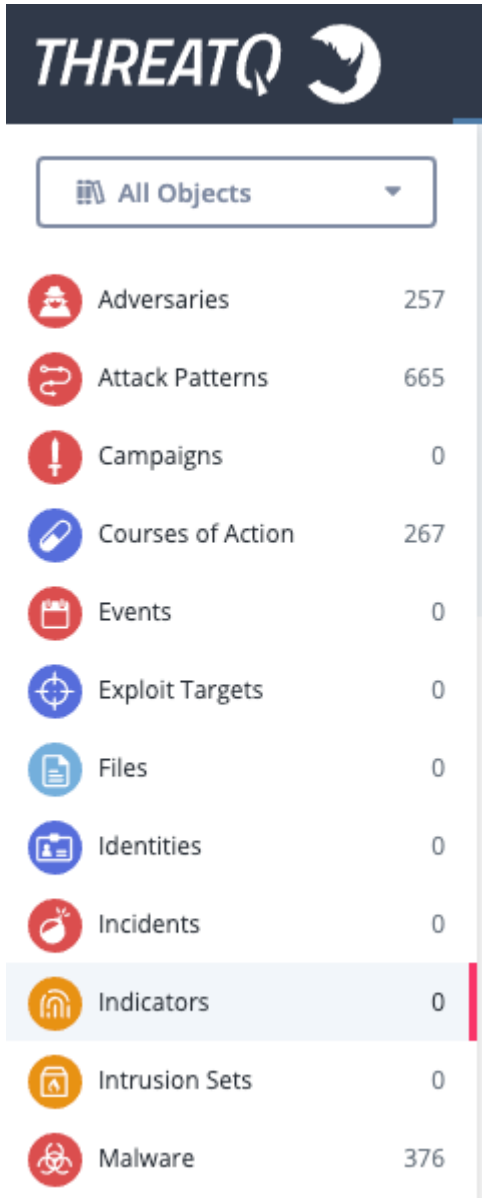 THREATQ
All Objects
Adversaries 257
Attack Patterns 665
Campaigns 0
Courses of Action 267
Events 0
Exploit Targets 0
Files 0
Identities 0
Incidents 0
Indicators 0
Intrusion Sets 0
Malware 376